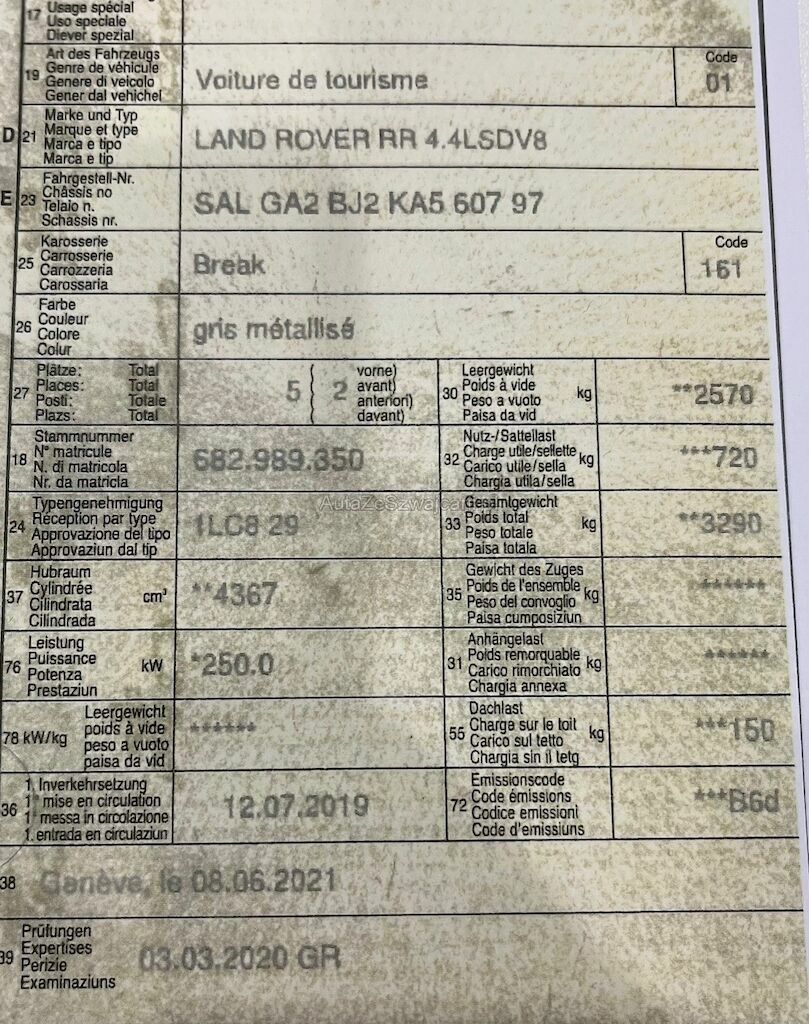 17 Usage spécial
Uso speciale
Diever spezial
19 Art des Fahrzeugs
Genre de véhicule
Genere di veicolo
Gener dal vehichel
Voiture de tourisme
Code
01
D 21 Marke und Typ
Marque et type
Marca e tipo
Marca e tip
LAND ROVER RR 4.4LSDV8
E 23 Fahrgestell-Nr.
Châssis no
Telaio n.
Schassis nr.
SAL GA2 BJ2 KA5 607 97
25 Karosserie
Carrosserie
Carrozzeria
Carossaria
Break
Code
161
26 Farbe
Couleur
Colore
Colur
gris métallisé
27 Plätze: Total
Places: Total
Posti: Totale
Plazs: Total
5 ( 2 vorne)
( avant)
( anteriori)
( davant)
30 Leergewicht
Poids à vide kg
Peso a vuoto
Paisa da vid
**2570
18 Stammnummer
N° matricule
N. di matricola
Nr. da matricla
682.989.350
32 Nutz-/Sattellast
Charge utile/sellette kg
Carico utile/sella
Chargia utila/sella
***720
24 Typengenehmigung
Réception par type
Approvazione del tipo
Approvaziun dal tip
1LC8 29
AutaZeSzwajcar
33 Gesamtgewicht
Poids total kg
Peso totale
Paisa totala
**3290
37 Hubraum
Cylindrée cm³
Cilindrata
Cilindrada
**4367
35 Gewicht des Zuges
Poids de l'ensemble kg
Peso del convoglio
Paisa cumposiziun
******
76 Leistung
Puissance kW
Potenza
Prestaziun
*250.0
31 Anhängelast
Poids remorquable kg
Carico rimorchiato
Chargia annexa
******
78 kW/kg Leergewicht
poids à vide
peso a vuoto
paisa da vid
******
55 Dachlast
Charge sur le toit kg
Carico sul tetto
Chargia sin il tetg
***150
36 1. Inverkehrsetzung
1re mise en circulation
1a messa in circolazione
1. entrada en circulaziun
12.07.2019
72 Emissionscode
Code émissions
Codice emissioni
Code d'emissiuns
***B6d
38 Genève, le 08.06.2021
39 Prüfungen
Expertises
Perizie
Examinaziuns
03.03.2020 GR